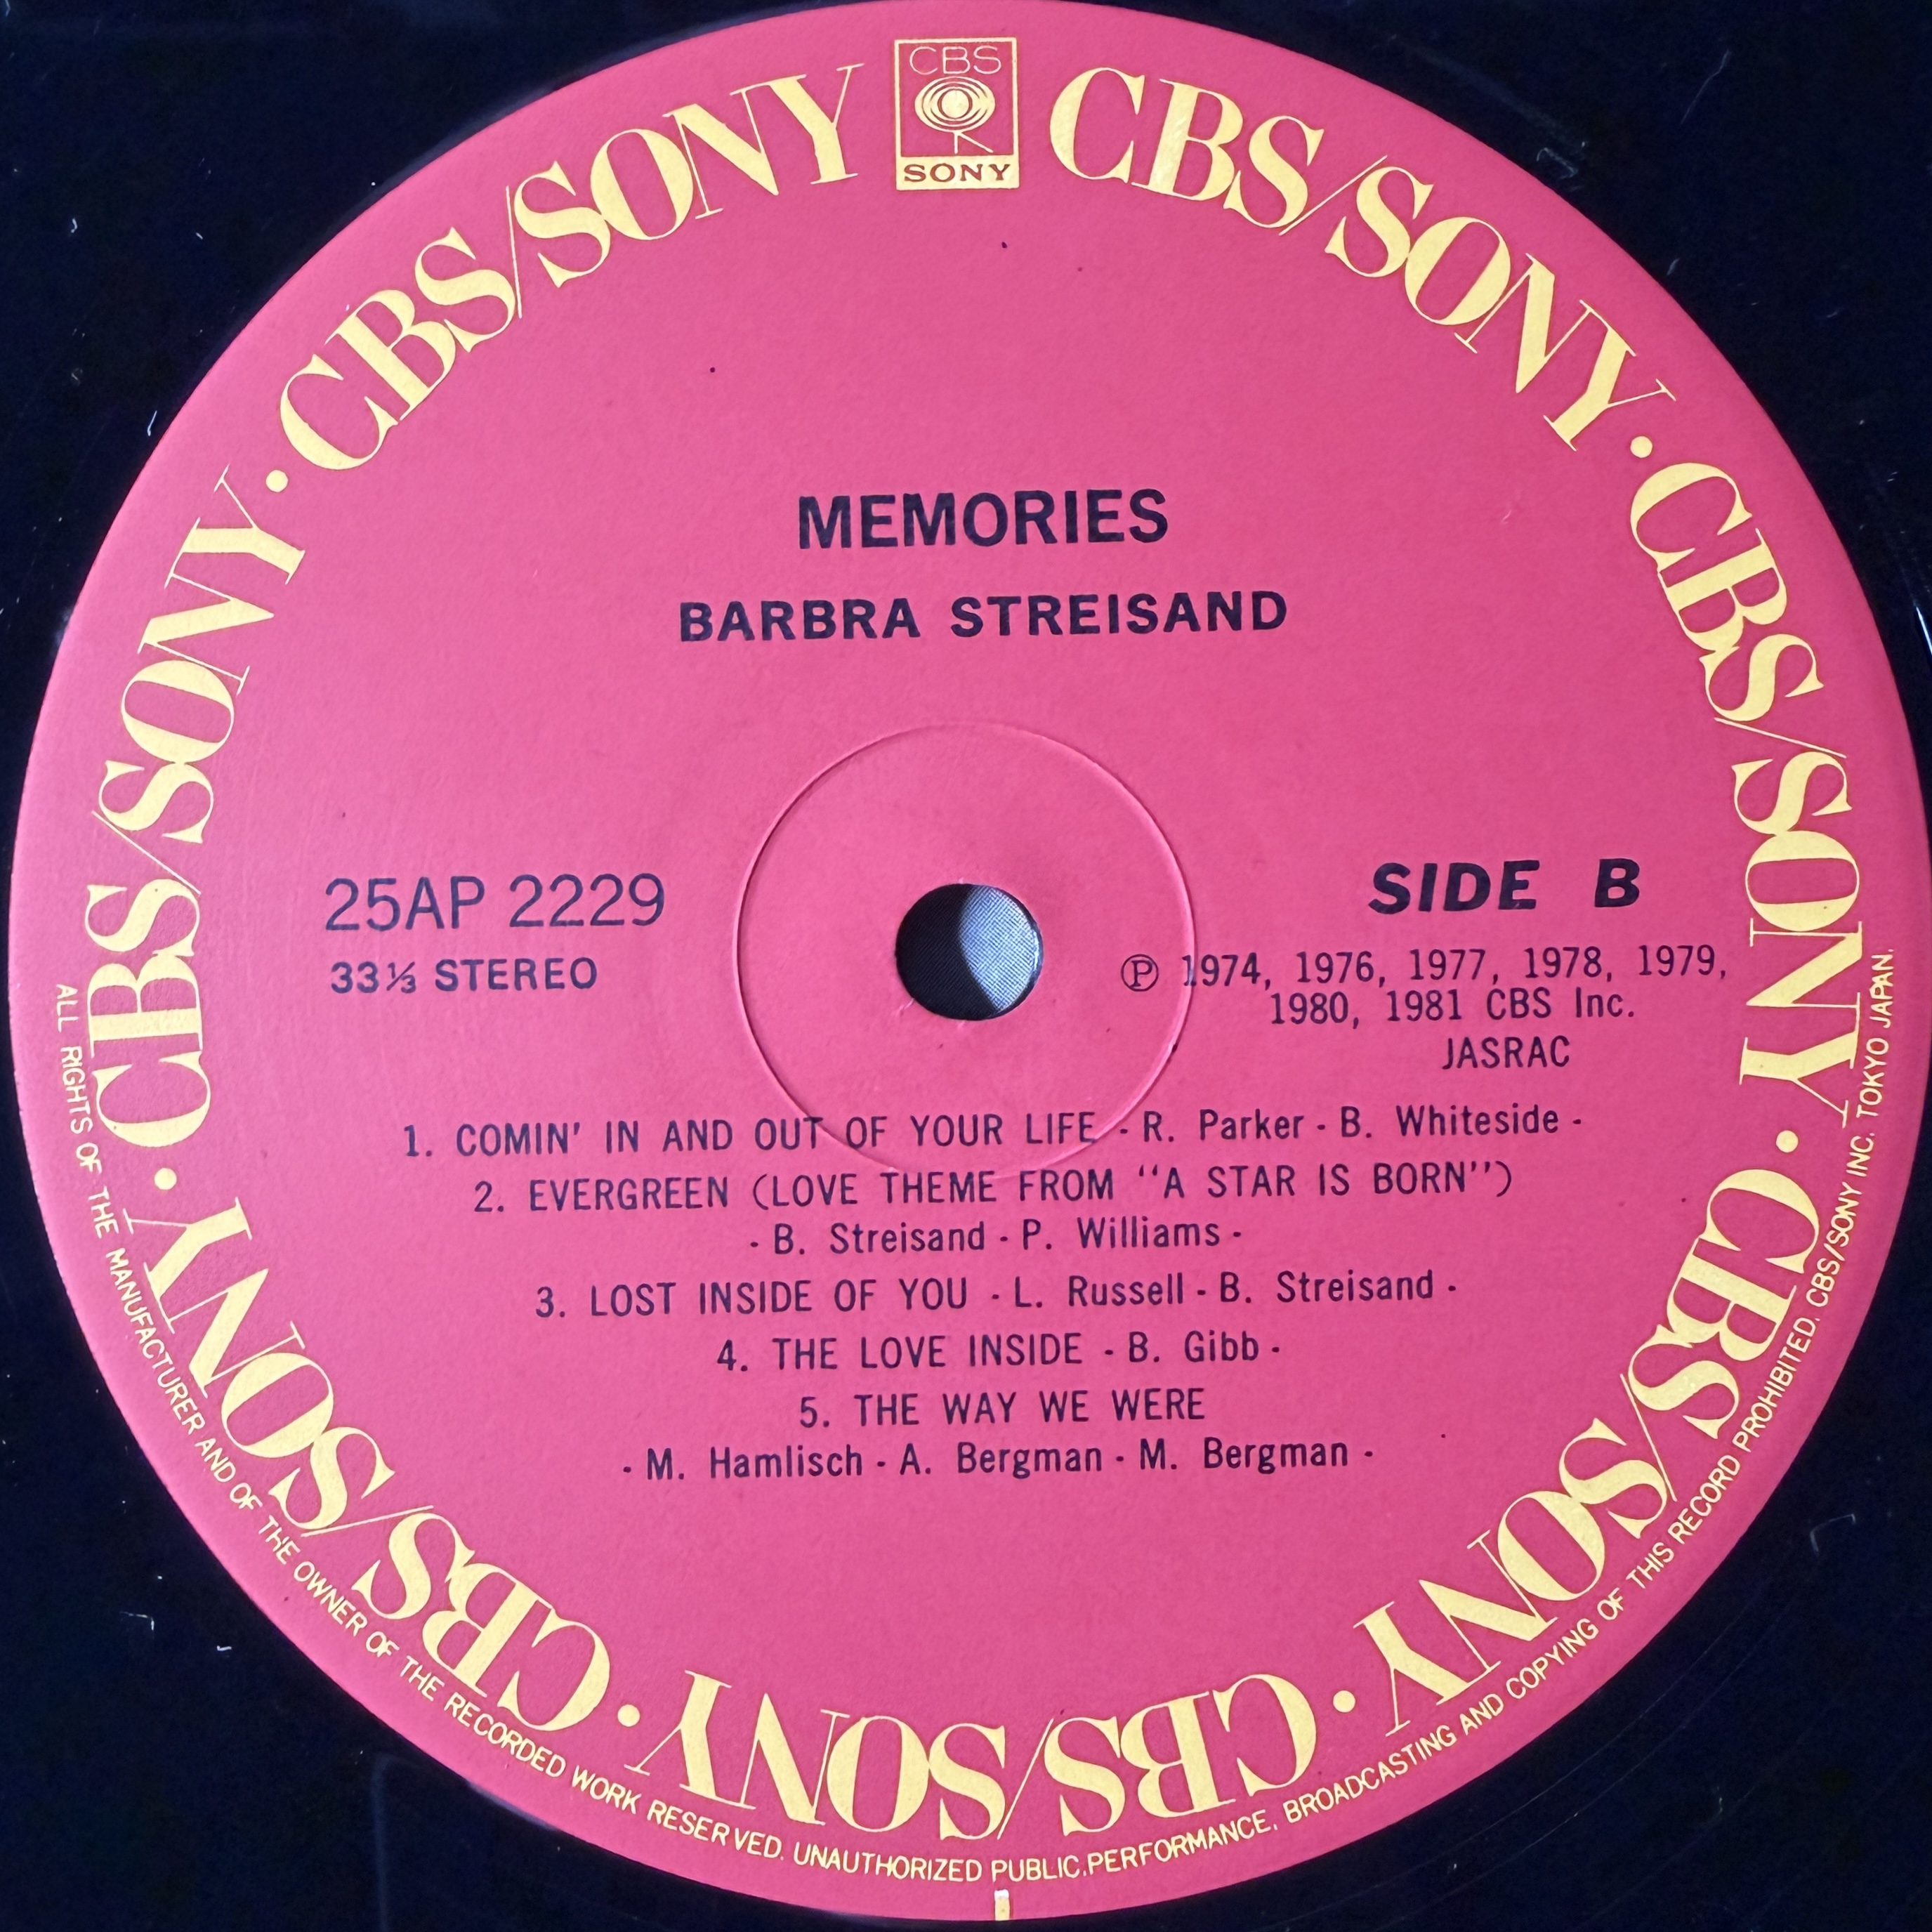 CBS
SONY
CBS/SONY · CBS/SONY · CBS/SONY · CBS/SONY · CBS/SONY · CBS/SONY · CBS/SONY
MEMORIES
BARBRA STREISAND
25AP 2229
33⅓ STEREO
SIDE B
Ⓟ 1974, 1976, 1977, 1978, 1979,
1980, 1981 CBS Inc.
JASRAC
1. COMIN' IN AND OUT OF YOUR LIFE - R. Parker - B. Whiteside -
2. EVERGREEN (LOVE THEME FROM "A STAR IS BORN")
- B. Streisand - P. Williams -
3. LOST INSIDE OF YOU - L. Russell - B. Streisand -
4. THE LOVE INSIDE - B. Gibb -
5. THE WAY WE WERE
- M. Hamlisch - A. Bergman - M. Bergman -
ALL RIGHTS OF THE MANUFACTURER AND OF THE OWNER OF THE RECORDED WORK RESERVED. UNAUTHORIZED PUBLIC.PERFORMANCE, BROADCASTING AND COPYING OF THIS RECORD PROHIBITED. CBS/SONY INC. TOKYO JAPAN.